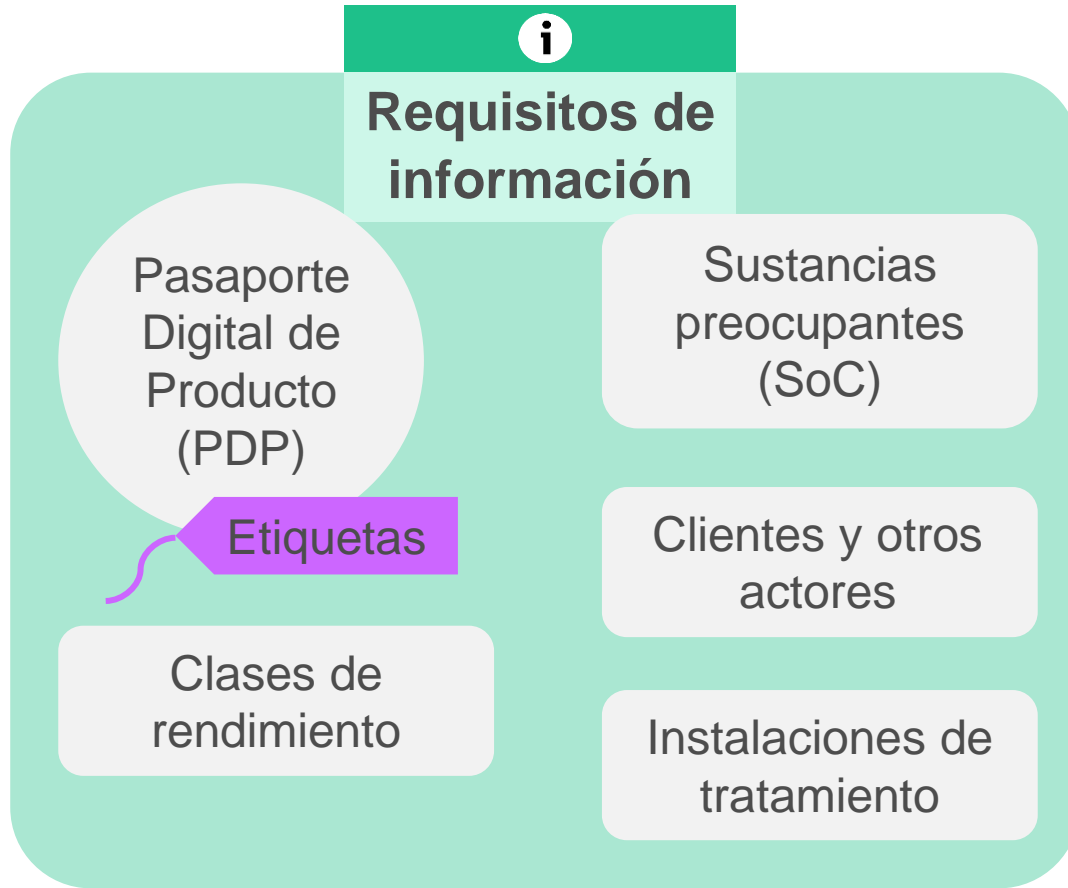 i
Requisitos de
información
Pasaporte
Digital de
Producto
(PDP)
Etiquetas
Clases de
rendimiento
Sustancias
preocupantes
(SoC)
Clientes y otros
actores
Instalaciones de
tratamiento